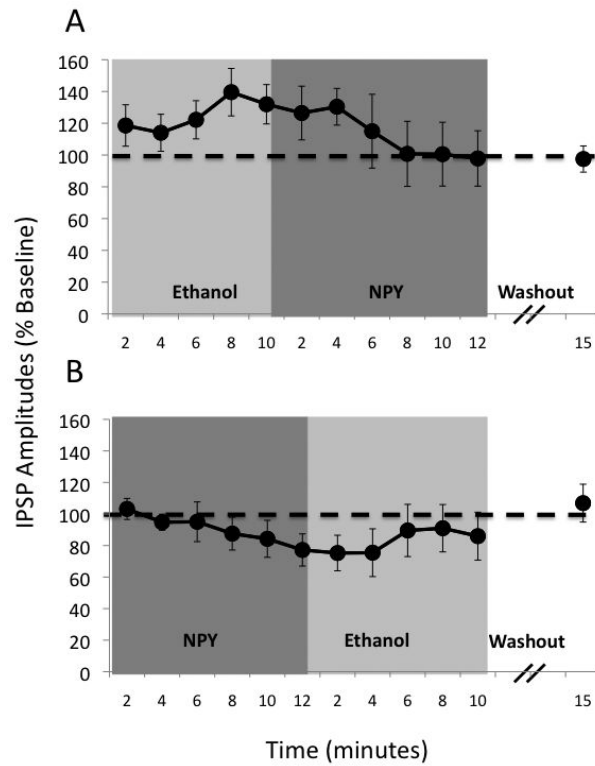 A
160
140
120
100
80
60
40
20
0
Ethanol
NPY
Washout
2 4 6 8 10 2 4 6 8 10 12 15
B
160
140
120
100
80
60
40
20
0
NPY
Ethanol
Washout
2 4 6 8 10 12 2 4 6 8 10 15
IPSP Amplitudes (% Baseline)
Time (minutes)